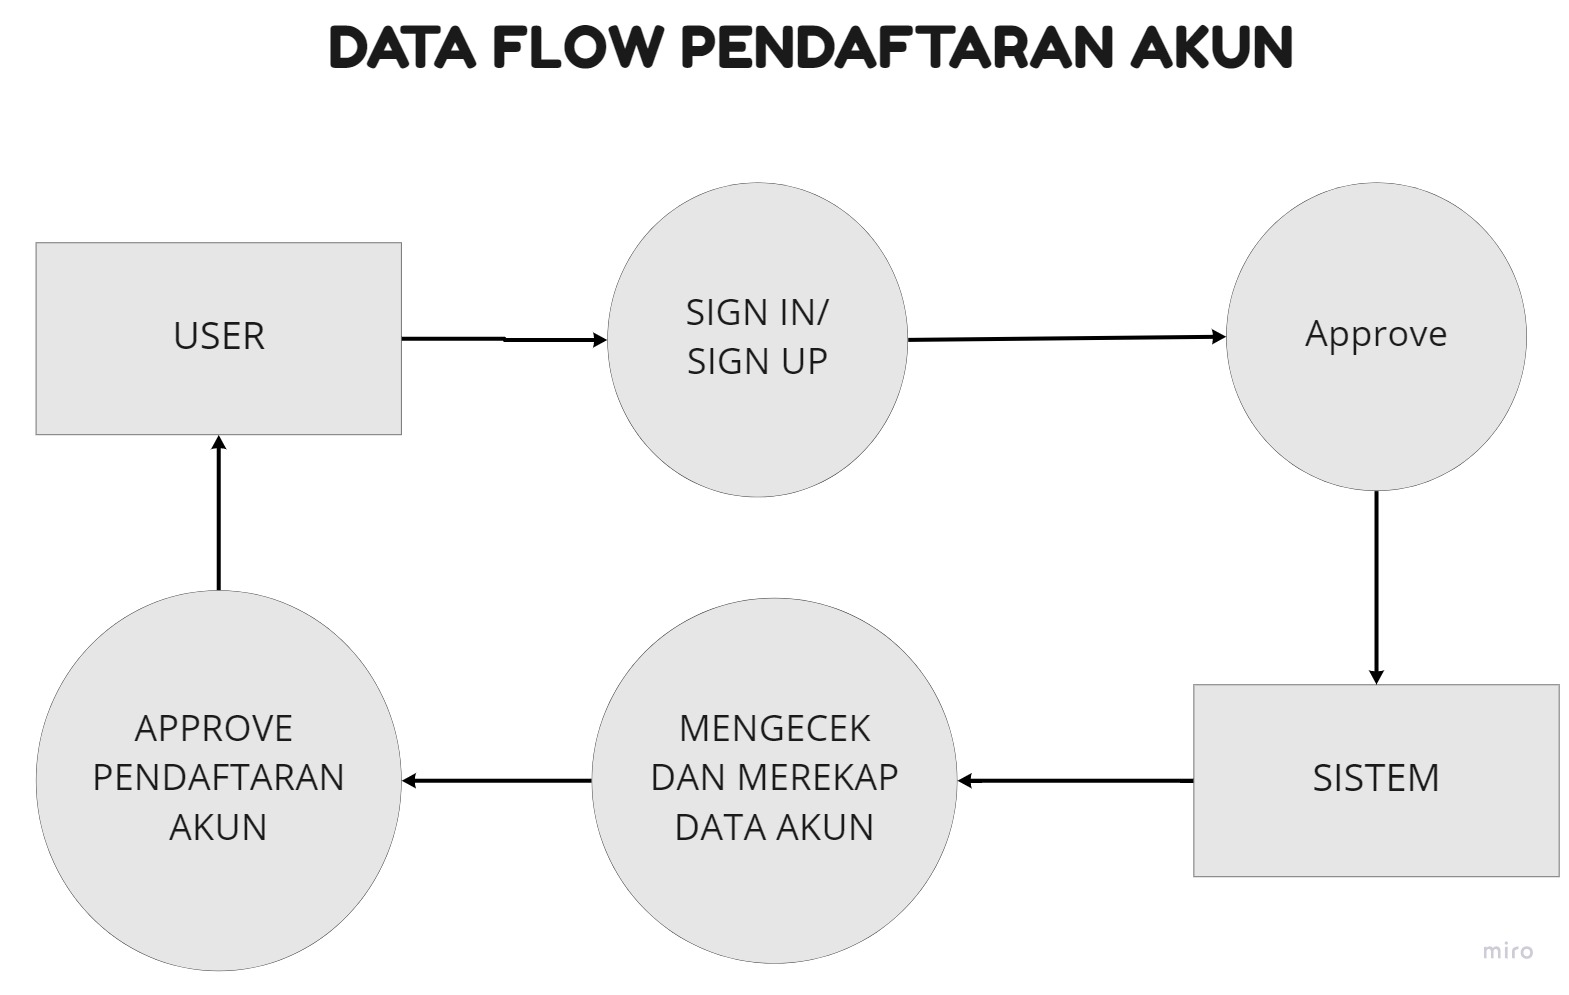 DATA FLOW PENDAFTARAN AKUN
USER
SIGN IN/
SIGN UP
Approve
APPROVE
PENDAFTARAN
AKUN
MENGECEK
DAN MEREKAP
DATA AKUN
SISTEM
miro